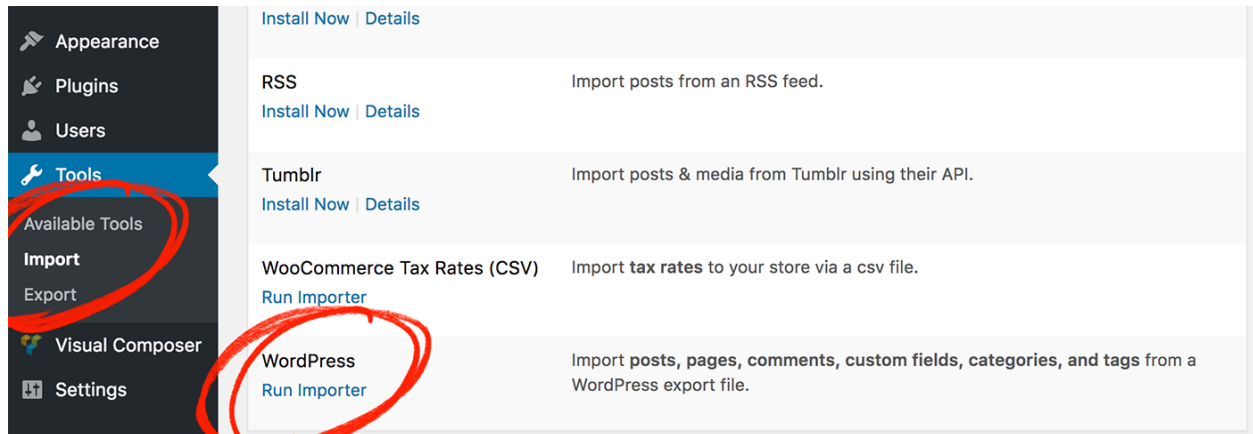 Appearance
Plugins
Users
Tools
Available Tools
Import
Export
Visual Composer
Settings
Install Now | Details
RSS
Import posts from an RSS feed.
Install Now | Details
Tumblr
Import posts & media from Tumblr using their API.
Install Now | Details
WooCommerce Tax Rates (CSV)
Import tax rates to your store via a csv file.
Run Importer
WordPress
Import posts, pages, comments, custom fields, categories, and tags from a
WordPress export file.
Run Importer